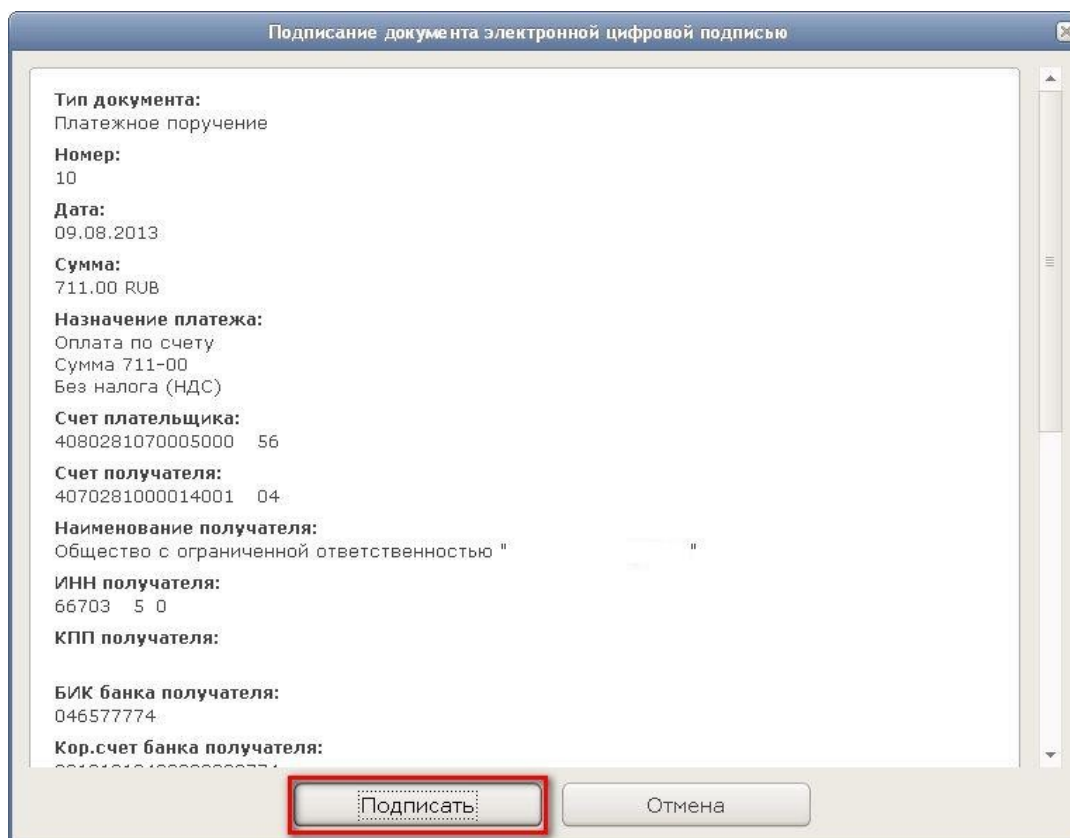 Подписание документа электронной цифровой подписью
Тип документа:
Платежное поручение
Номер:
10
Дата:
09.08.2013
Сумма:
711.00 RUB
Назначение платежа:
Оплата по счету
Сумма 711-00
Без налога (НДС)
Счет плательщика:
4080281070005000 56
Счет получателя:
4070281000014001 04
Наименование получателя:
Общество с ограниченной ответственностью " "
ИНН получателя:
66703 5 0
КПП получателя:
БИК банка получателя:
046577774
Кор.счет банка получателя:
Подписать Отмена